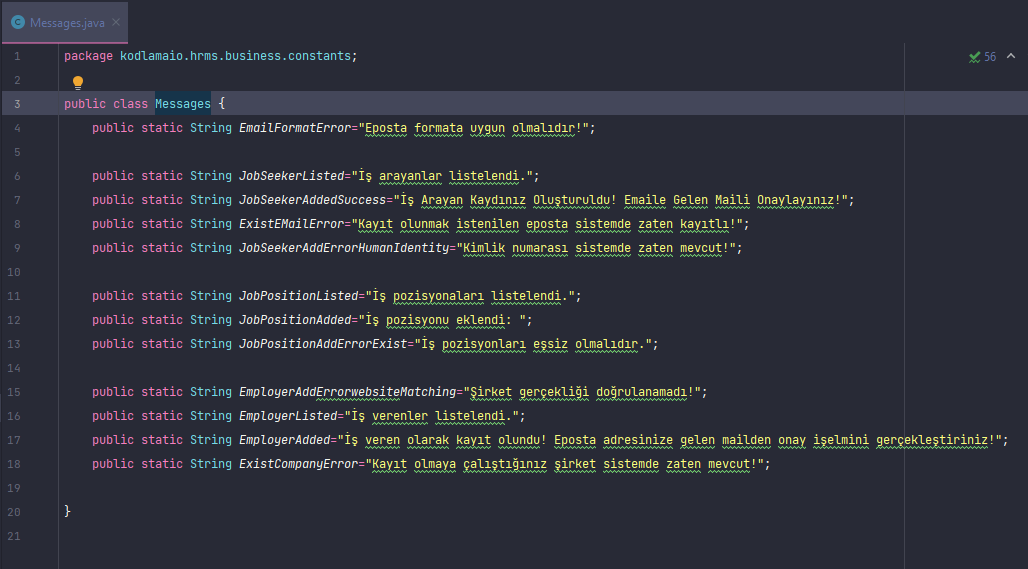 Messages.java
56
1 package kodlamaio.hrms.business.constants;
2
3 public class Messages {
4 public static String EmailFormatError="Eposta formata uygun olmalıdır!";
5
6 public static String JobSeekerListed="İş arayanlar listelendi.";
7 public static String JobSeekerAddedSuccess="İş Arayan Kaydınız Oluşturuldu! Emaile Gelen Maili Onaylayınız!";
8 public static String ExistEMailError="Kayıt olunmak istenilen eposta sistemde zaten kayıtlı!";
9 public static String JobSeekerAddErrorHumanIdentity="Kimlik numarası sistemde zaten mevcut!";
10
11 public static String JobPositionListed="İş pozisyonaları listelendi.";
12 public static String JobPositionAdded="İş pozisyonu eklendi: ";
13 public static String JobPositionAddErrorExist="İş pozisyonları eşsiz olmalıdır.";
14
15 public static String EmployerAddErrorwebsiteMatching="Şirket gerçekliği doğrulanamadı!";
16 public static String EmployerListed="İş verenler listelendi.";
17 public static String EmployerAdded="İş veren olarak kayıt olundu! Eposta adresinize gelen mailden onay işelmini gerçekleştiriniz!";
18 public static String ExistCompanyError="Kayıt olmaya çalıştığınız şirket sistemde zaten mevcut!";
19
20 }
21